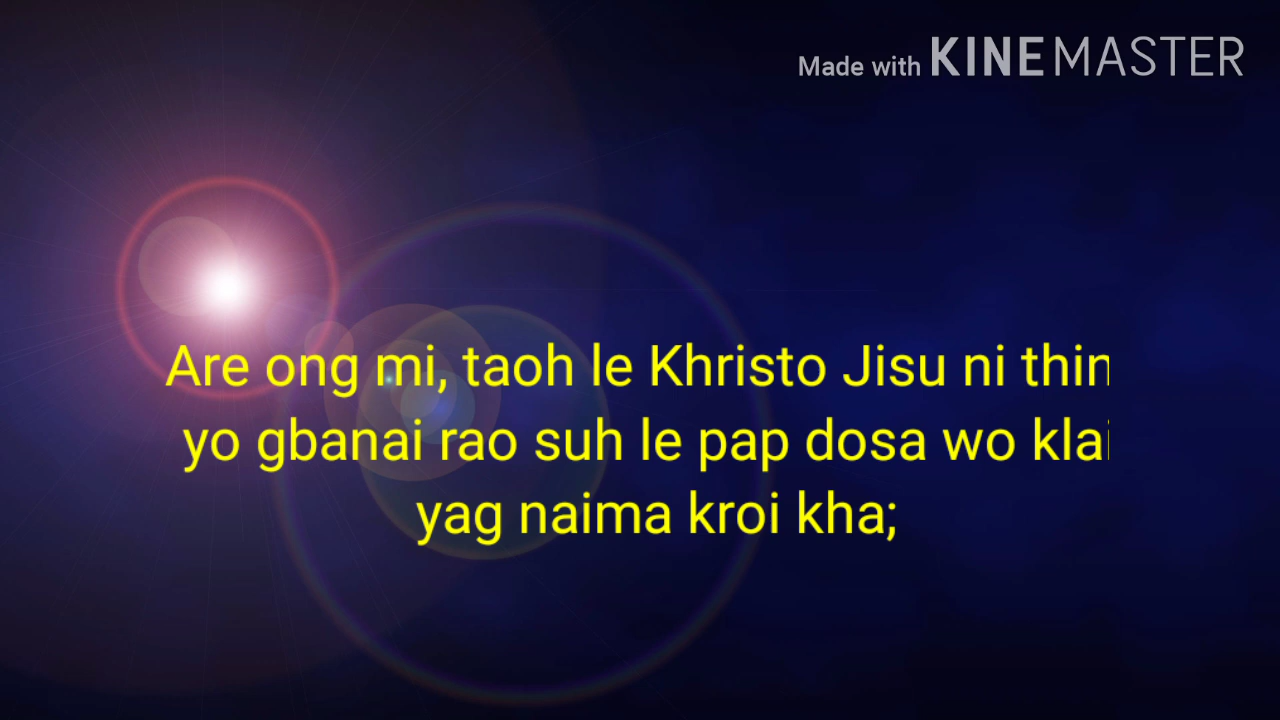 Made with KINEMASTER
Are ong mi, taoh le Khristo Jisu ni thin
yo gbanai rao suh le pap dosa wo klai
yag naima kroi kha;